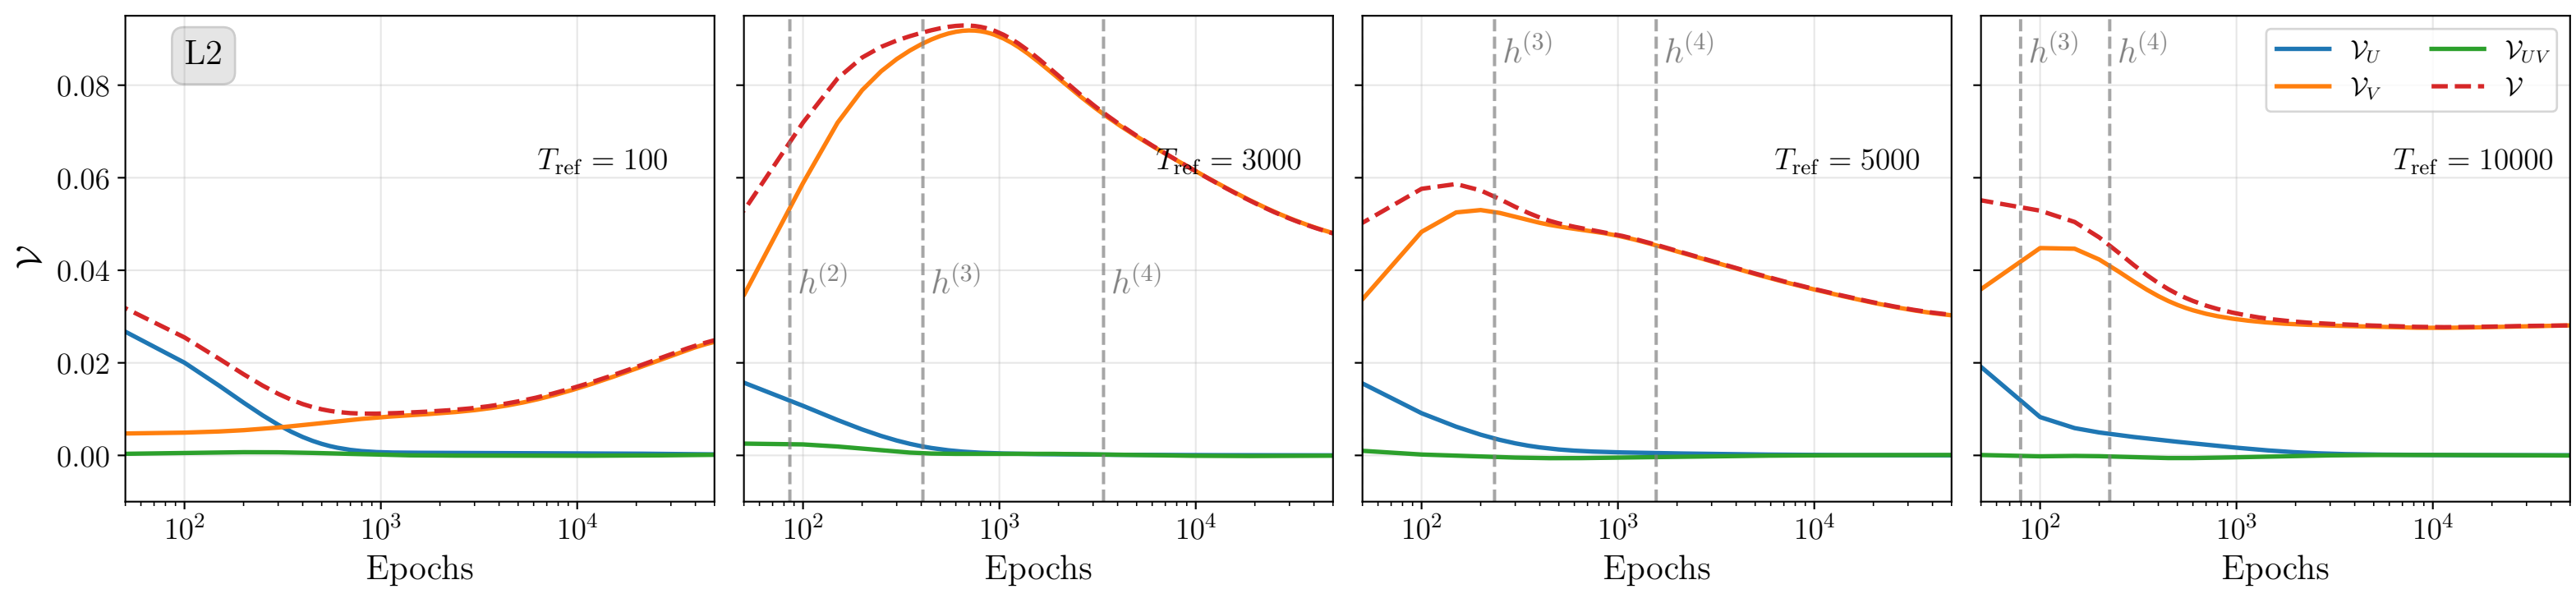 L2
h^(3)
h^(4)
h^(3)
h^(4)
𝒱_U
𝒱_UV
𝒱_V
𝒱
0.08
0.06
0.04
0.02
0.00
𝒱
T_ref = 100
T_ref = 3000
T_ref = 5000
T_ref = 10000
h^(2)
h^(3)
h^(4)
10^2
10^3
10^4
10^2
10^3
10^4
10^2
10^3
10^4
10^2
10^3
10^4
Epochs
Epochs
Epochs
Epochs